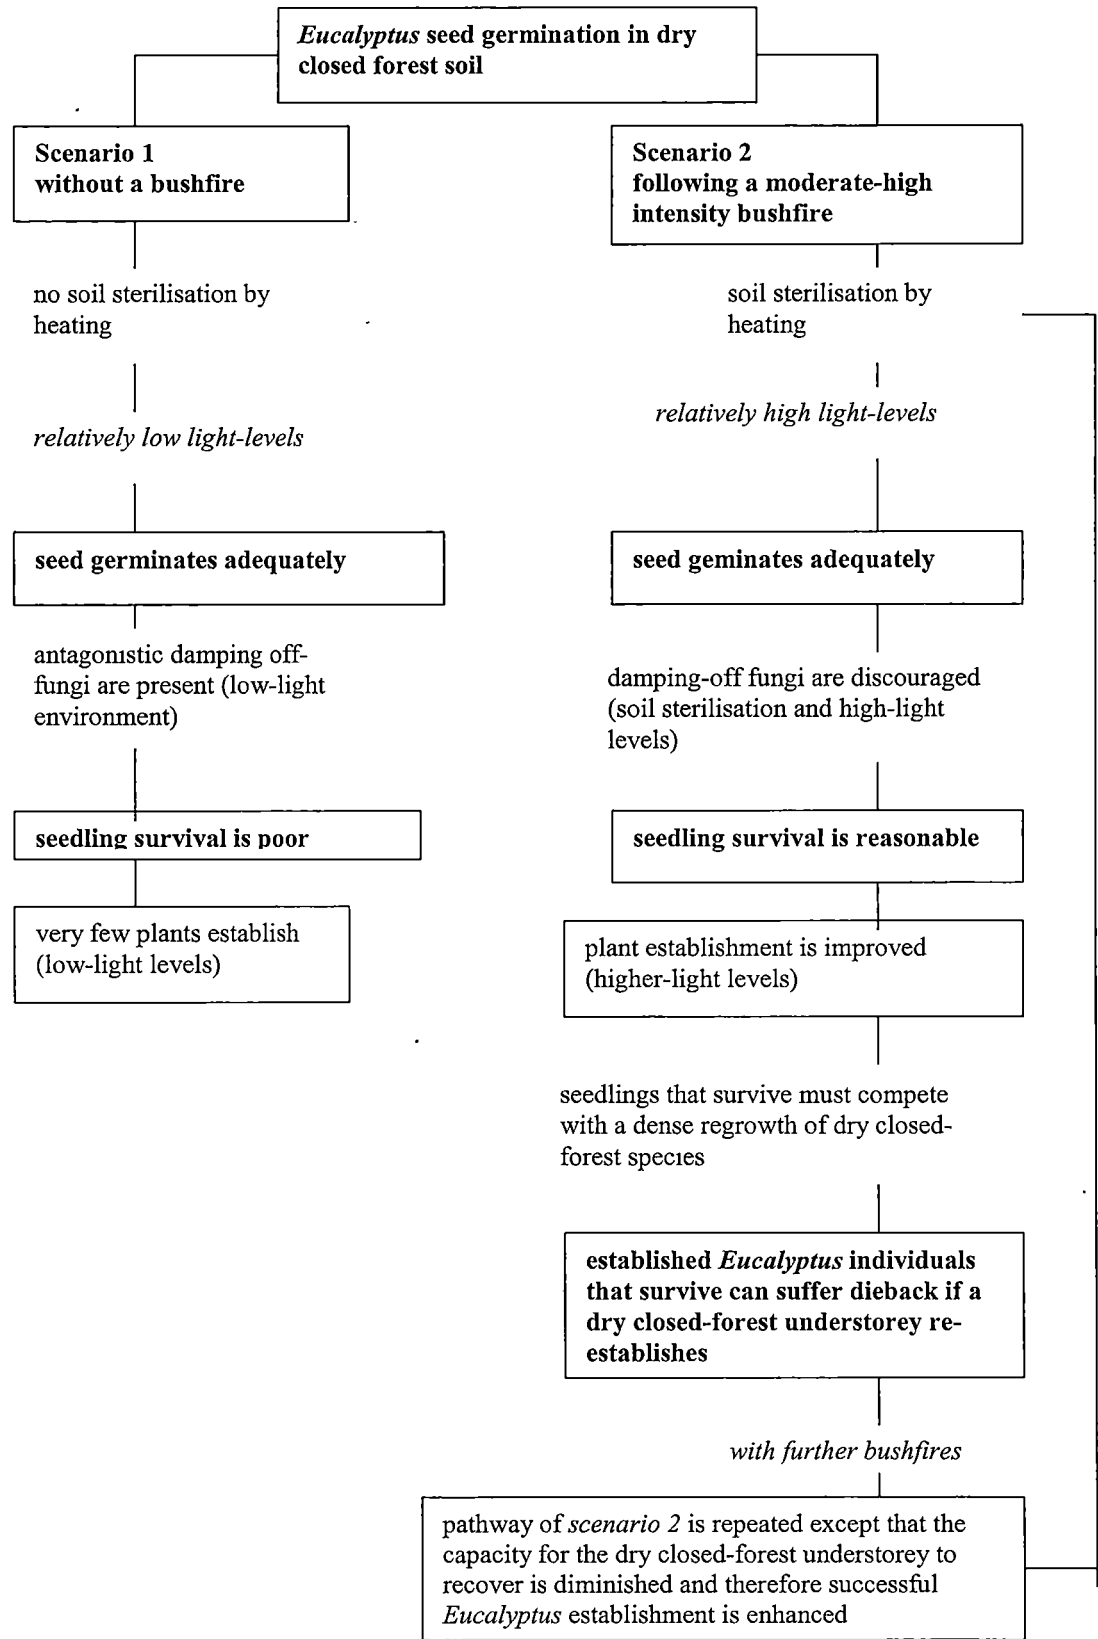 Eucalyptus seed germination in dry
closed forest soil
Scenario 1
without a bushfire
no soil sterilisation by
heating
relatively low light-levels
seed germinates adequately
antagonistic damping off-
fungi are present (low-light
environment)
seedling survival is poor
very few plants establish
(low-light levels)
Scenario 2
following a moderate-high
intensity bushfire
soil sterilisation by
heating
relatively high light-levels
seed geminates adequately
damping-off fungi are discouraged
(soil sterilisation and high-light
levels)
seedling survival is reasonable
plant establishment is improved
(higher-light levels)
seedlings that survive must compete
with a dense regrowth of dry closed-
forest species
established Eucalyptus individuals
that survive can suffer dieback if a
dry closed-forest understorey re-
establishes
with further bushfires
pathway of scenario 2 is repeated except that the
capacity for the dry closed-forest understorey to
recover is diminished and therefore successful
Eucalyptus establishment is enhanced